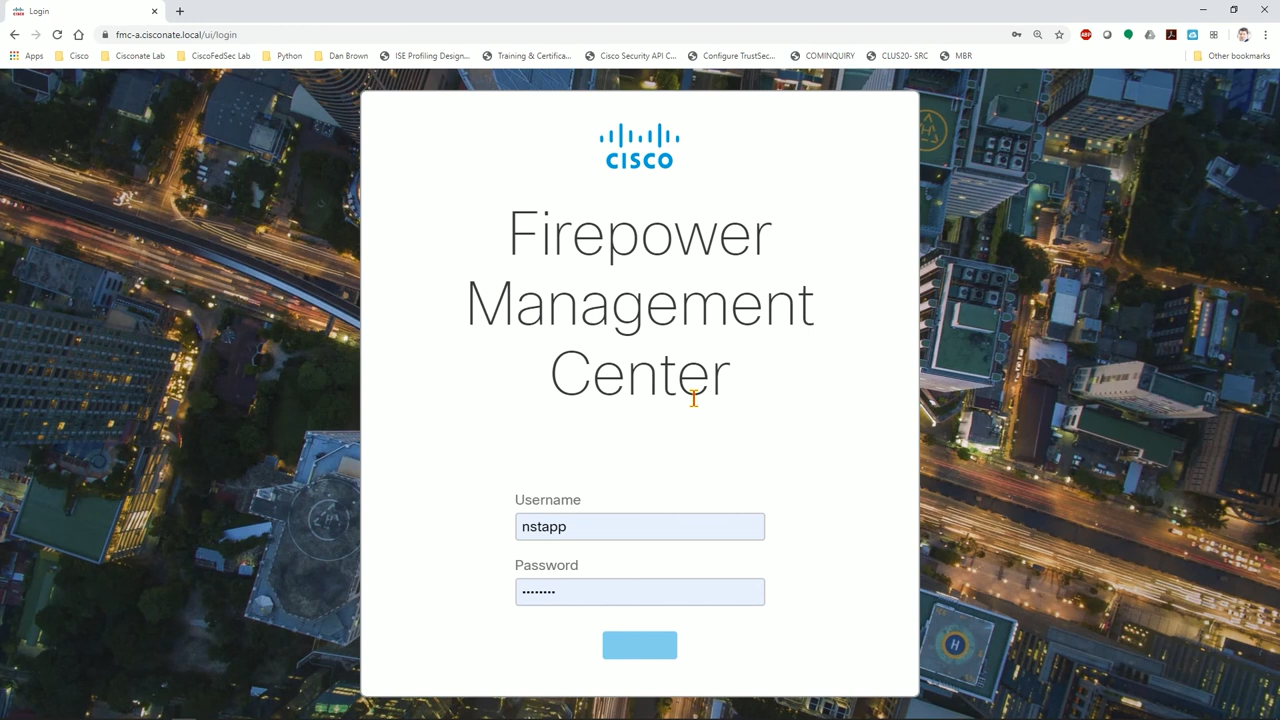 Login
fmc-a.cisconate.local/ui/login
Apps Cisco Cisconate Lab CiscoFedSec Lab Python Dan Brown ISE Profiling Design... Training & Certifica... Cisco Security API C... Configure TrustSec... COMINQUIRY CLUS20- SRC MBR Other bookmarks
CISCO
Firepower
Management
Center
Username
nstapp
Password
••••••••